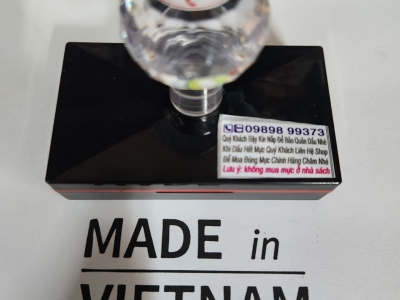 09898 99373
Quý Khách Đậy Kín Nắp Để Bảo Quản Dấu Nhé
Khi Dấu Hết Mực Quý Khách Liên Hệ Shop
Để Mua Đúng Mực Chính Hãng Chấm Nhé
Lưu ý: không mua mực ở nhà sách
MADE in
VIETNAM